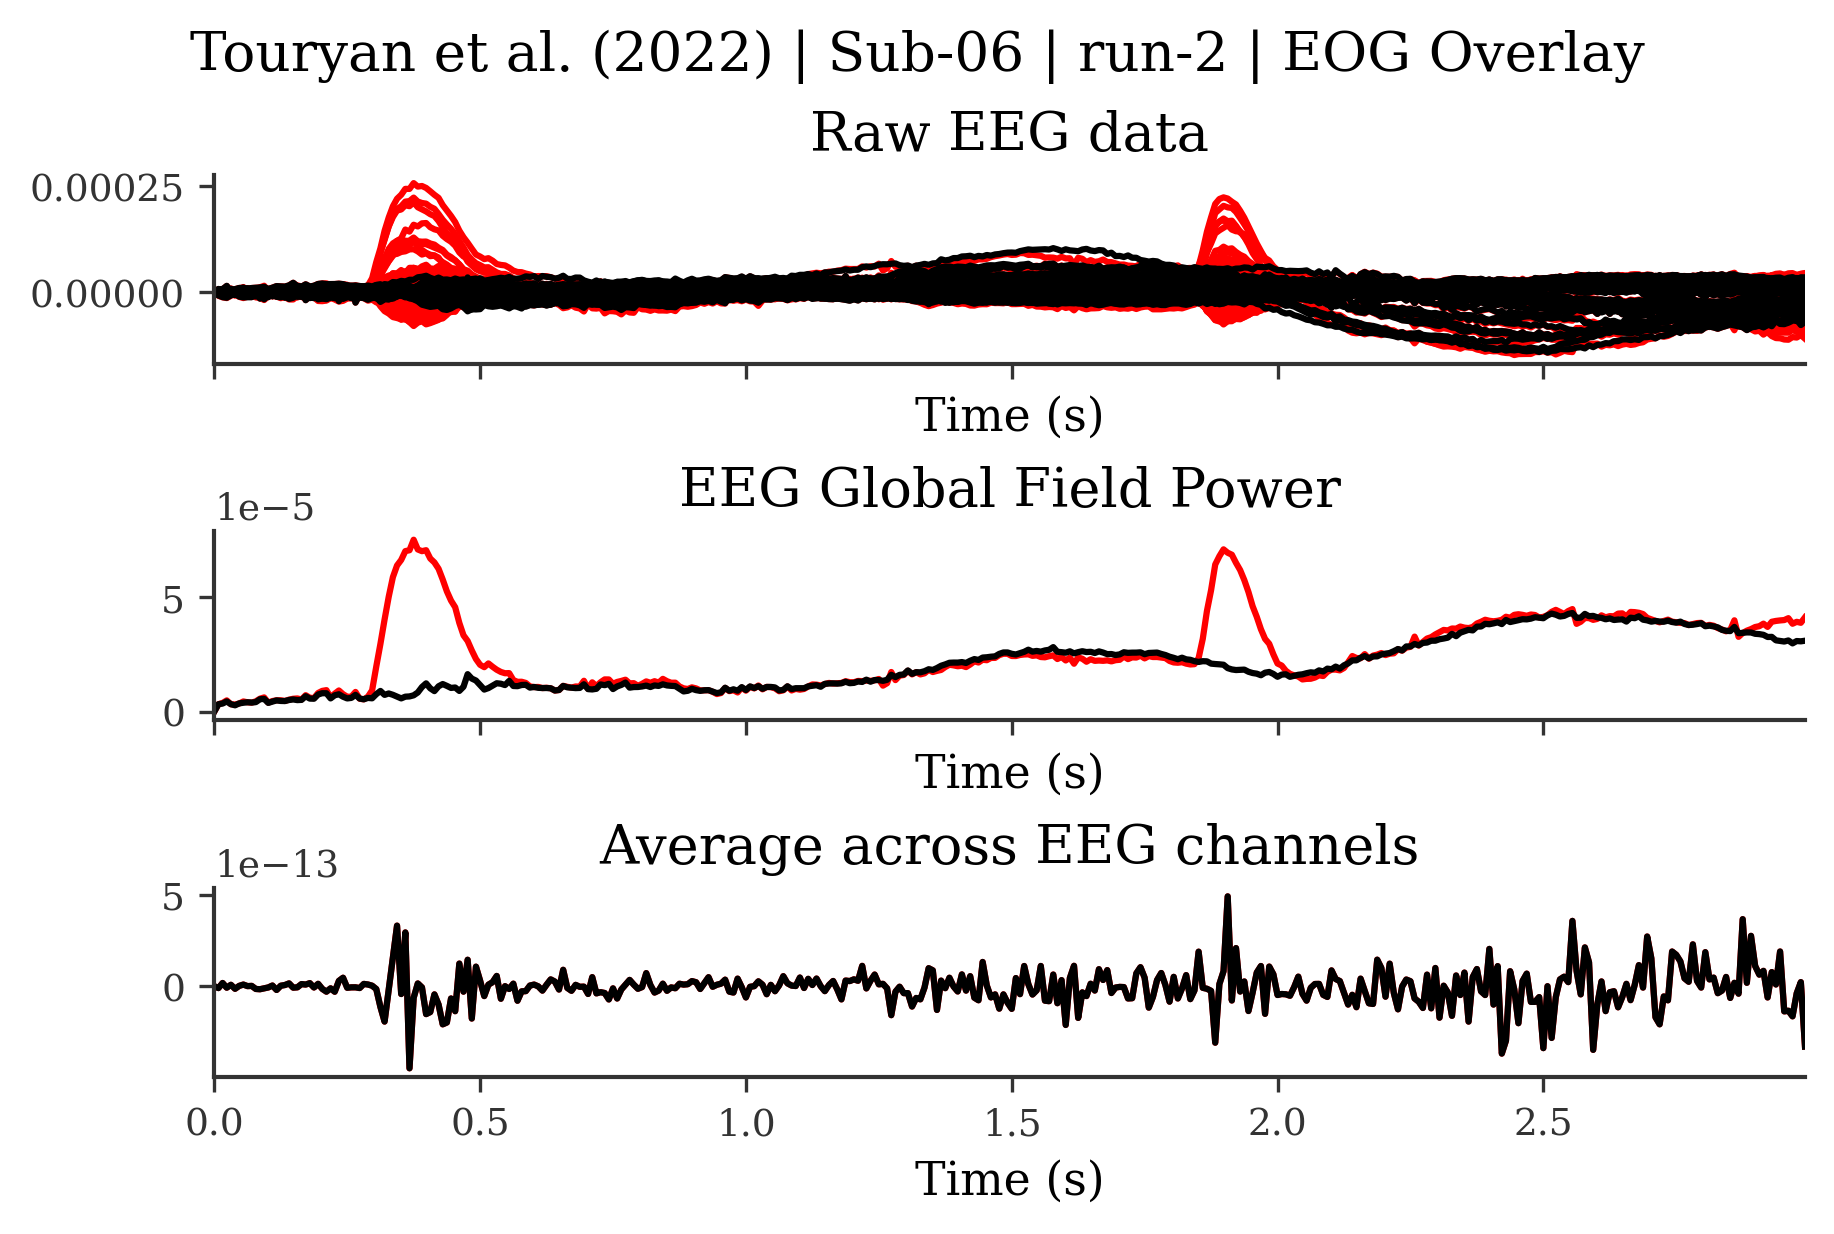 Touryan et al. (2022) | Sub-06 | run-2 | EOG Overlay
Raw EEG data
0.00025
0.00000
Time (s)
EEG Global Field Power
1e−5
5
0
Time (s)
Average across EEG channels
1e−13
5
0
0.0 0.5 1.0 1.5 2.0 2.5
Time (s)